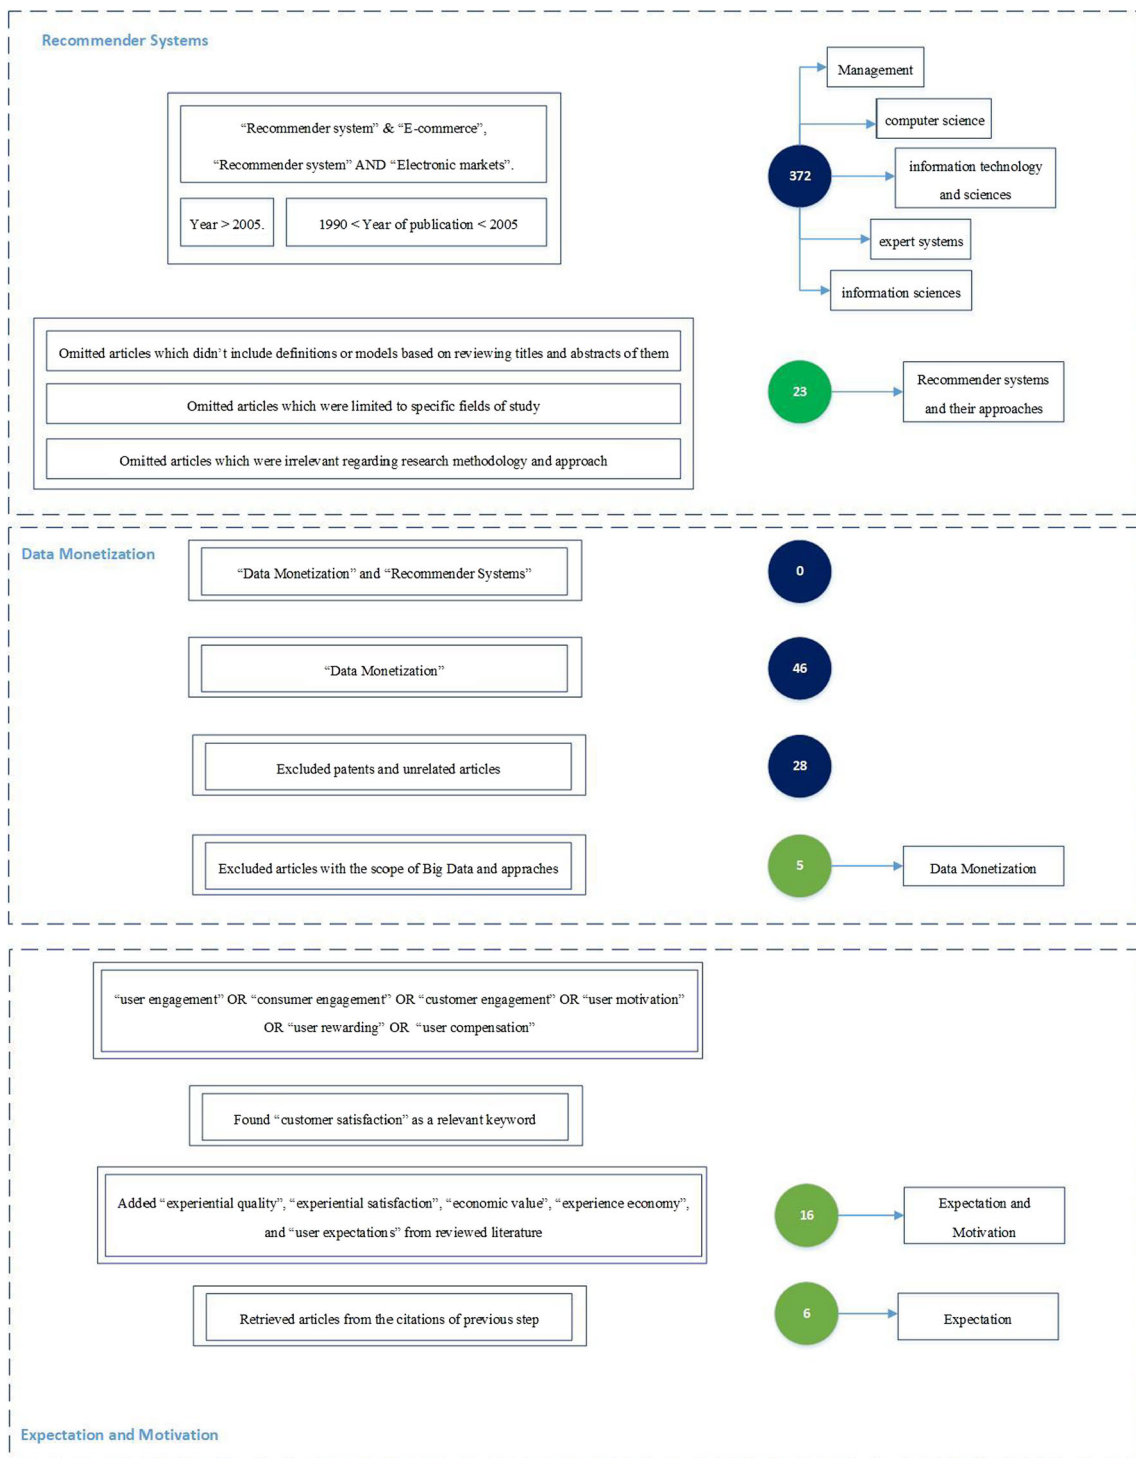 Recommender Systems
“Recommender system” & “E-commerce”,
“Recommender system” AND “Electronic markets”.
Year > 2005.
1990 < Year of publication < 2005
372
Management
computer science
information technology
and sciences
expert systems
information sciences
Omitted articles which didn’t include definitions or models based on reviewing titles and abstracts of them
Omitted articles which were limited to specific fields of study
Omitted articles which were irrelevant regarding research methodology and approach
23
Recommender systems
and their approaches
Data Monetization
“Data Monetization” and “Recommender Systems”
0
“Data Monetization”
46
Excluded patents and unrelated articles
28
Excluded articles with the scope of Big Data and appraches
5
Data Monetization
“user engagement” OR “consumer engagement” OR “customer engagement” OR “user motivation”
OR “user rewarding” OR “user compensation”
Found “customer satisfaction” as a relevant keyword
Added “experiential quality”, “experiential satisfaction”, “economic value”, “experience economy”,
and “user expectations” from reviewed literature
16
Expectation and
Motivation
Retrieved articles from the citations of previous step
6
Expectation
Expectation and Motivation